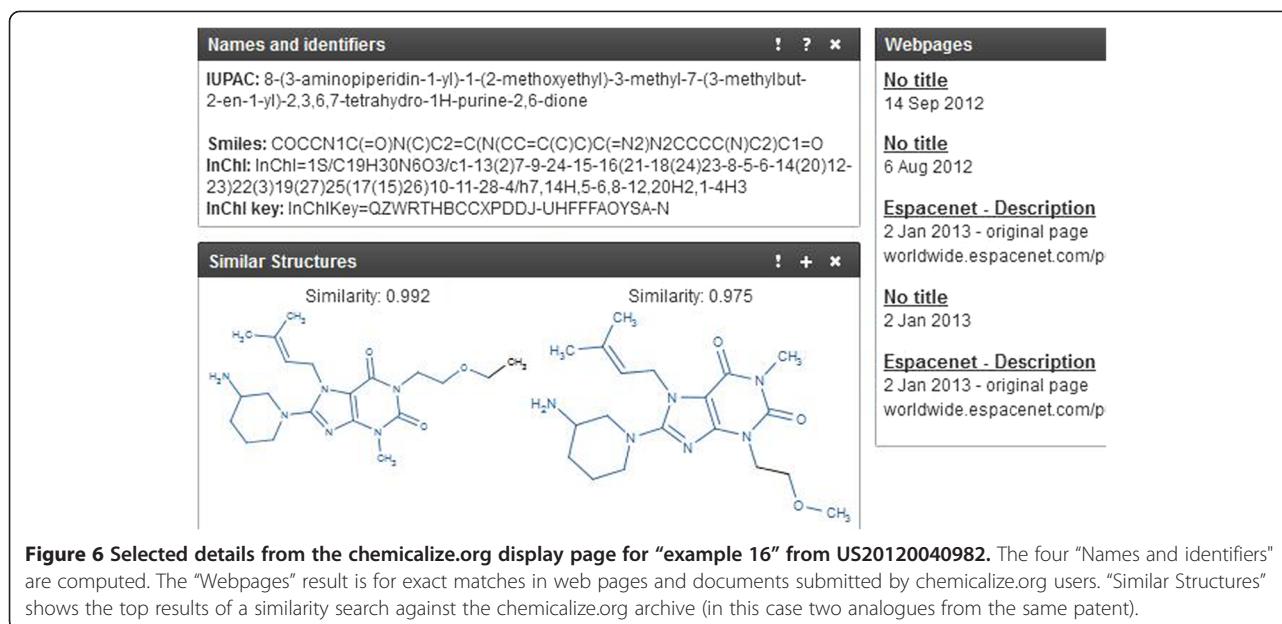 Names and identifiers ! ? ✖
IUPAC: 8-(3-aminopiperidin-1-yl)-1-(2-methoxyethyl)-3-methyl-7-(3-methylbut-
2-en-1-yl)-2,3,6,7-tetrahydro-1H-purine-2,6-dione
Smiles: COCCN1C(=O)N(C)C2=C(N(CC=C(C)C)C(=N2)N2CCCC(N)C2)C1=O
InChI: InChI=1S/C19H30N6O3/c1-13(2)7-9-24-15-16(21-18(24)23-8-5-6-14(20)12-
23)22(3)19(27)25(17(15)26)10-11-28-4/h7,14H,5-6,8-12,20H2,1-4H3
InChI key: InChIKey=QZWRTHBCCXPDDJ-UHFFFAOYSA-N
Similar Structures ! + ✖
Similarity: 0.992
CH₃
H₃C
O
CH₃
O
H₂N
N
N
N
N
N
O
CH₃
Similarity: 0.975
CH₃
H₃C
O
CH₃
H₂N
N
N
N
O
N
N
O
CH₃
Webpages
No title
14 Sep 2012
No title
6 Aug 2012
Espacenet - Description
2 Jan 2013 - original page
worldwide.espacenet.com/p
No title
2 Jan 2013
Espacenet - Description
2 Jan 2013 - original page
worldwide.espacenet.com/p
Figure 6 Selected details from the chemicalize.org display page for “example 16” from US20120040982. The four “Names and identifiers”
are computed. The “Webpages” result is for exact matches in web pages and documents submitted by chemicalize.org users. “Similar Structures”
shows the top results of a similarity search against the chemicalize.org archive (in this case two analogues from the same patent).